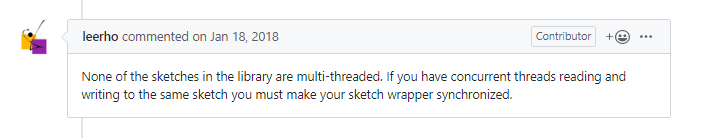 leerho commented on Jan 18, 2018 Contributor
None of the sketches in the library are multi-threaded. If you have concurrent threads reading and
writing to the same sketch you must make your sketch wrapper synchronized.